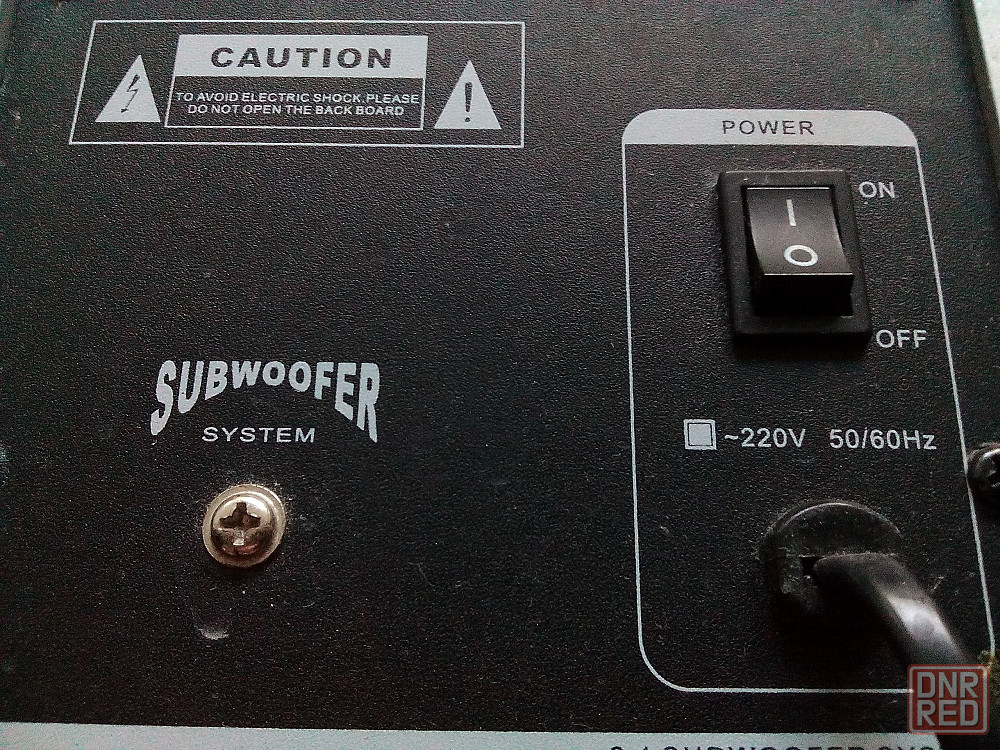 CAUTION
TO AVOID ELECTRIC SHOCK, PLEASE
DO NOT OPEN THE BACK BOARD
POWER
ON
I
O
OFF
SUBWOOFER
SYSTEM
~220V 50/60Hz
DNR
RED